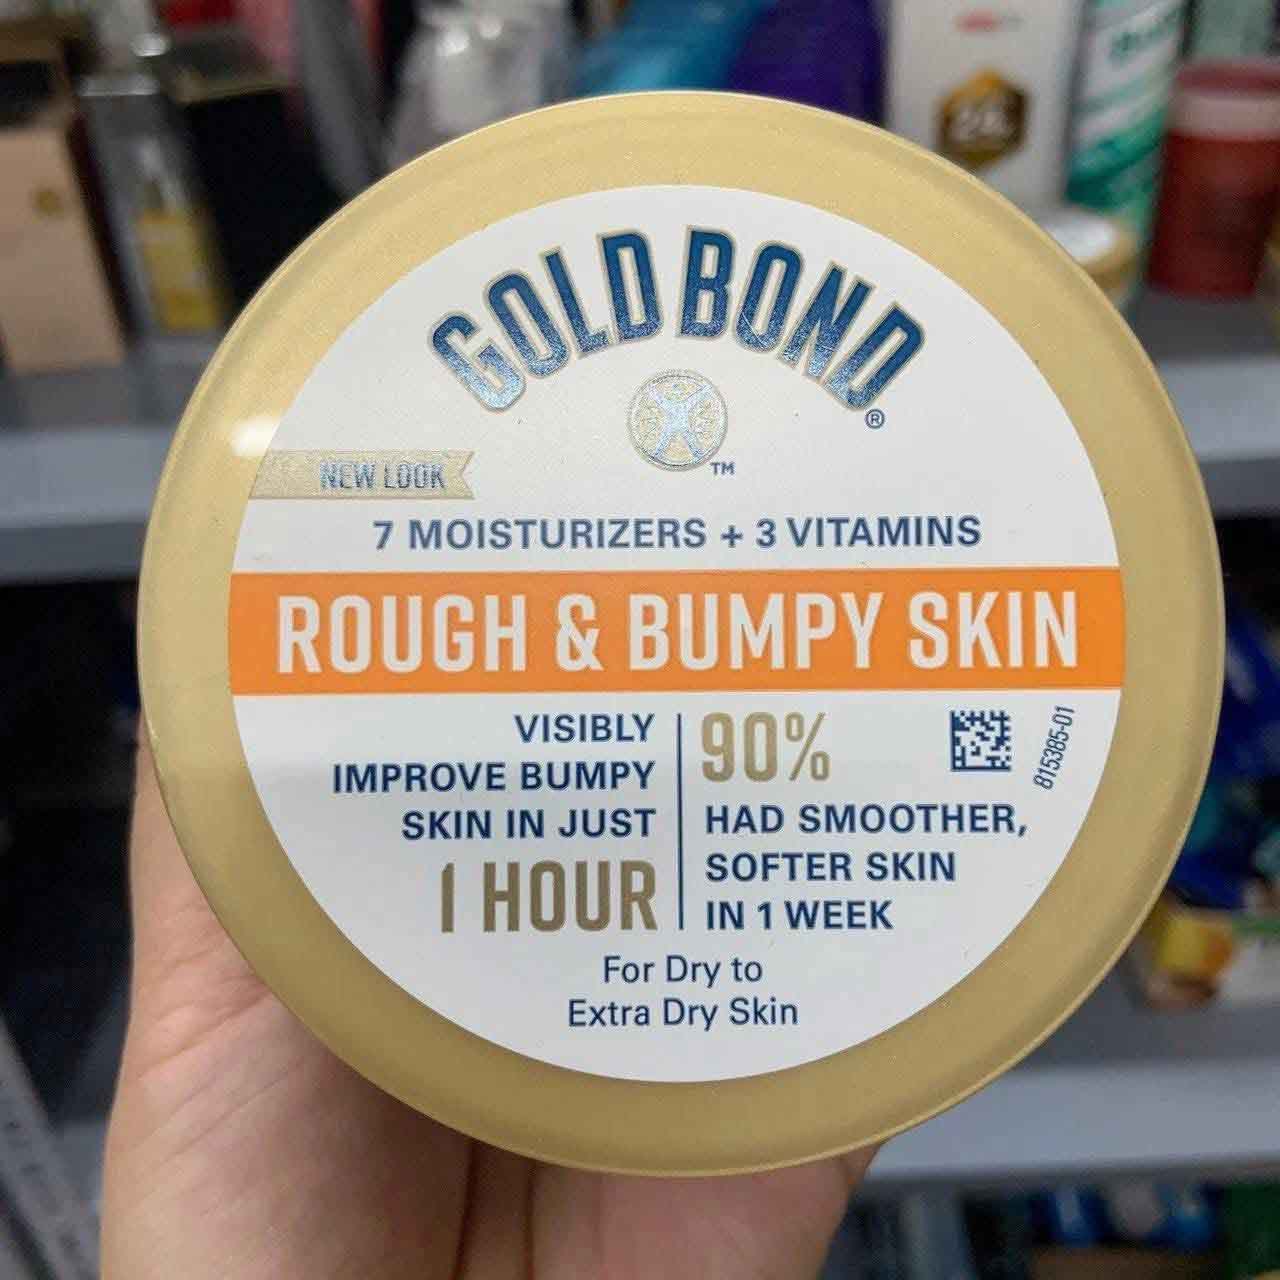 GOLD BOND
®
TM
NEW LOOK
7 MOISTURIZERS + 3 VITAMINS
ROUGH & BUMPY SKIN
VISIBLY
IMPROVE BUMPY
SKIN IN JUST
1 HOUR
90%
HAD SMOOTHER,
SOFTER SKIN
IN 1 WEEK
815385-01
For Dry to
Extra Dry Skin